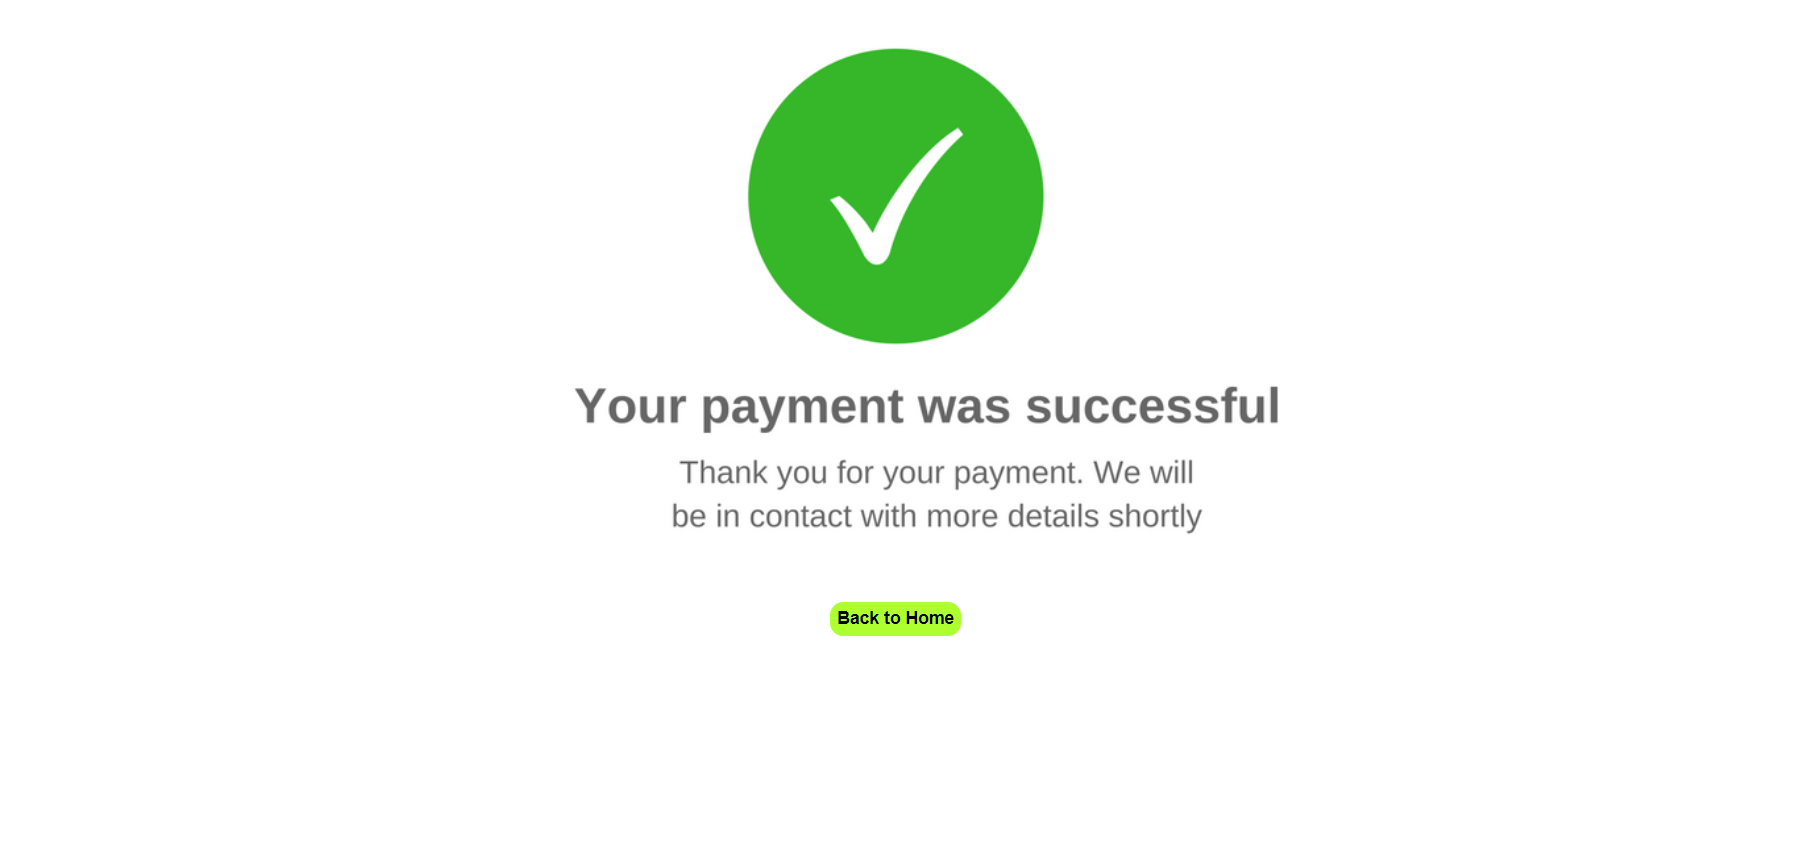 Your payment was successful
Thank you for your payment. We will
be in contact with more details shortly
Back to Home